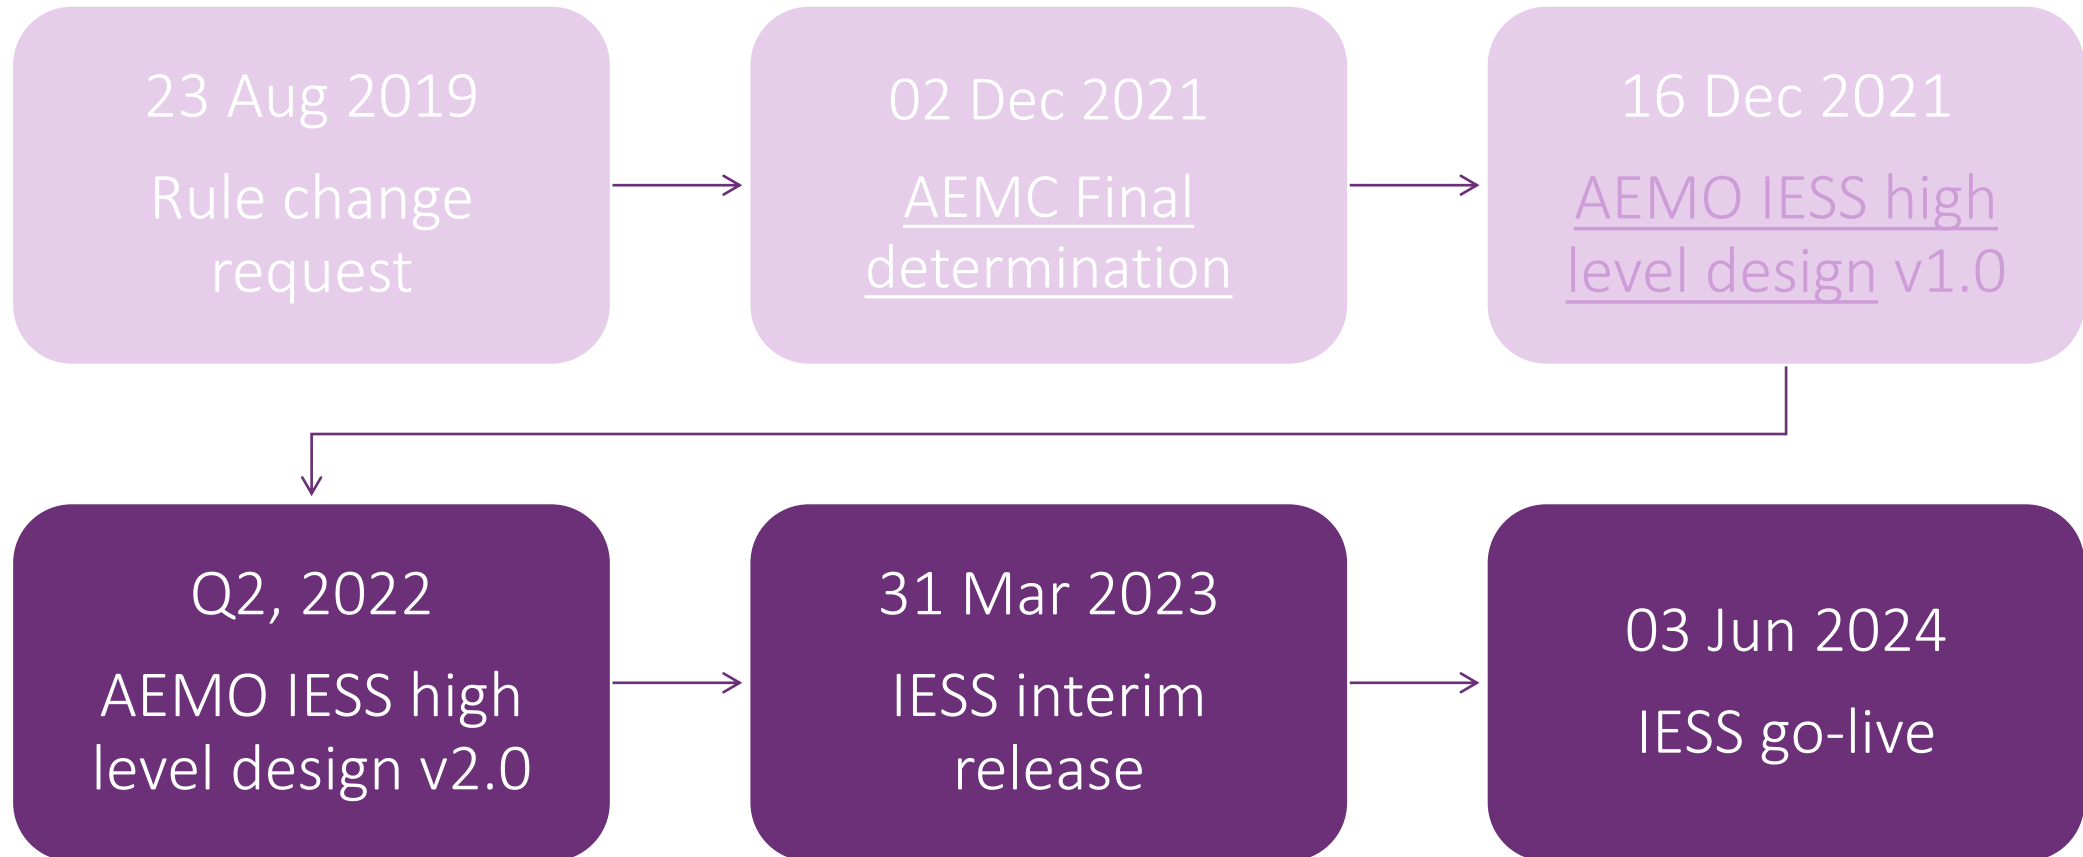 23 Aug 2019
Rule change
request
02 Dec 2021
AEMC Final
determination
16 Dec 2021
AEMO IESS high
level design v1.0
Q2, 2022
AEMO IESS high
level design v2.0
31 Mar 2023
IESS interim
release
03 Jun 2024
IESS go-live